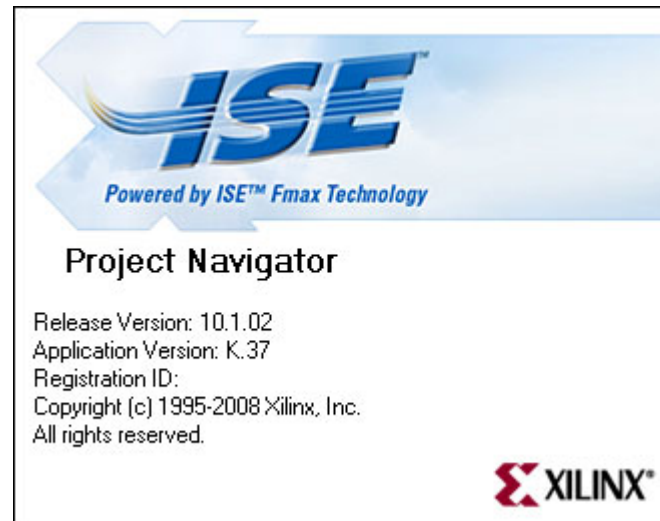 ISE™
Powered by ISE™ Fmax Technology
Project Navigator
Release Version: 10.1.02
Application Version: K.37
Registration ID:
Copyright (c) 1995-2008 Xilinx, Inc.
All rights reserved.
XILINX®